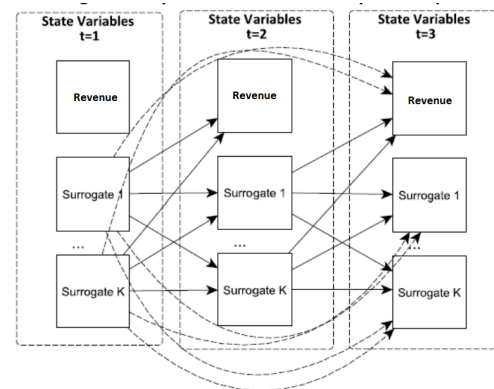 State Variables
t=1
Revenue
Surrogate 1
...
Surrogate K
State Variables
t=2
Revenue
Surrogate 1
...
Surrogate K
State Variables
t=3
Revenue
Surrogate 1
...
Surrogate K